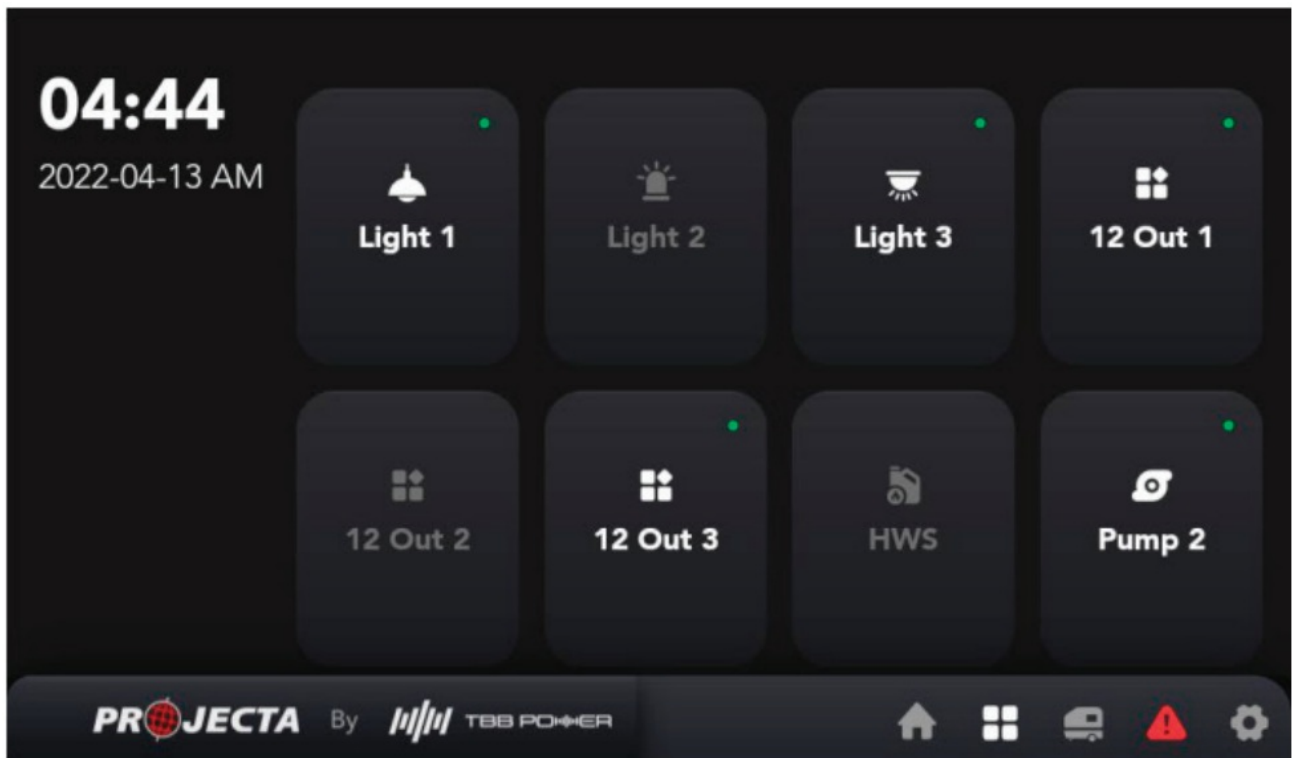 04:44
2022-04-13 AM
Light 1
Light 2
Light 3
12 Out 1
12 Out 2
12 Out 3
HWS
Pump 2
PROJECTA By TBB POWER